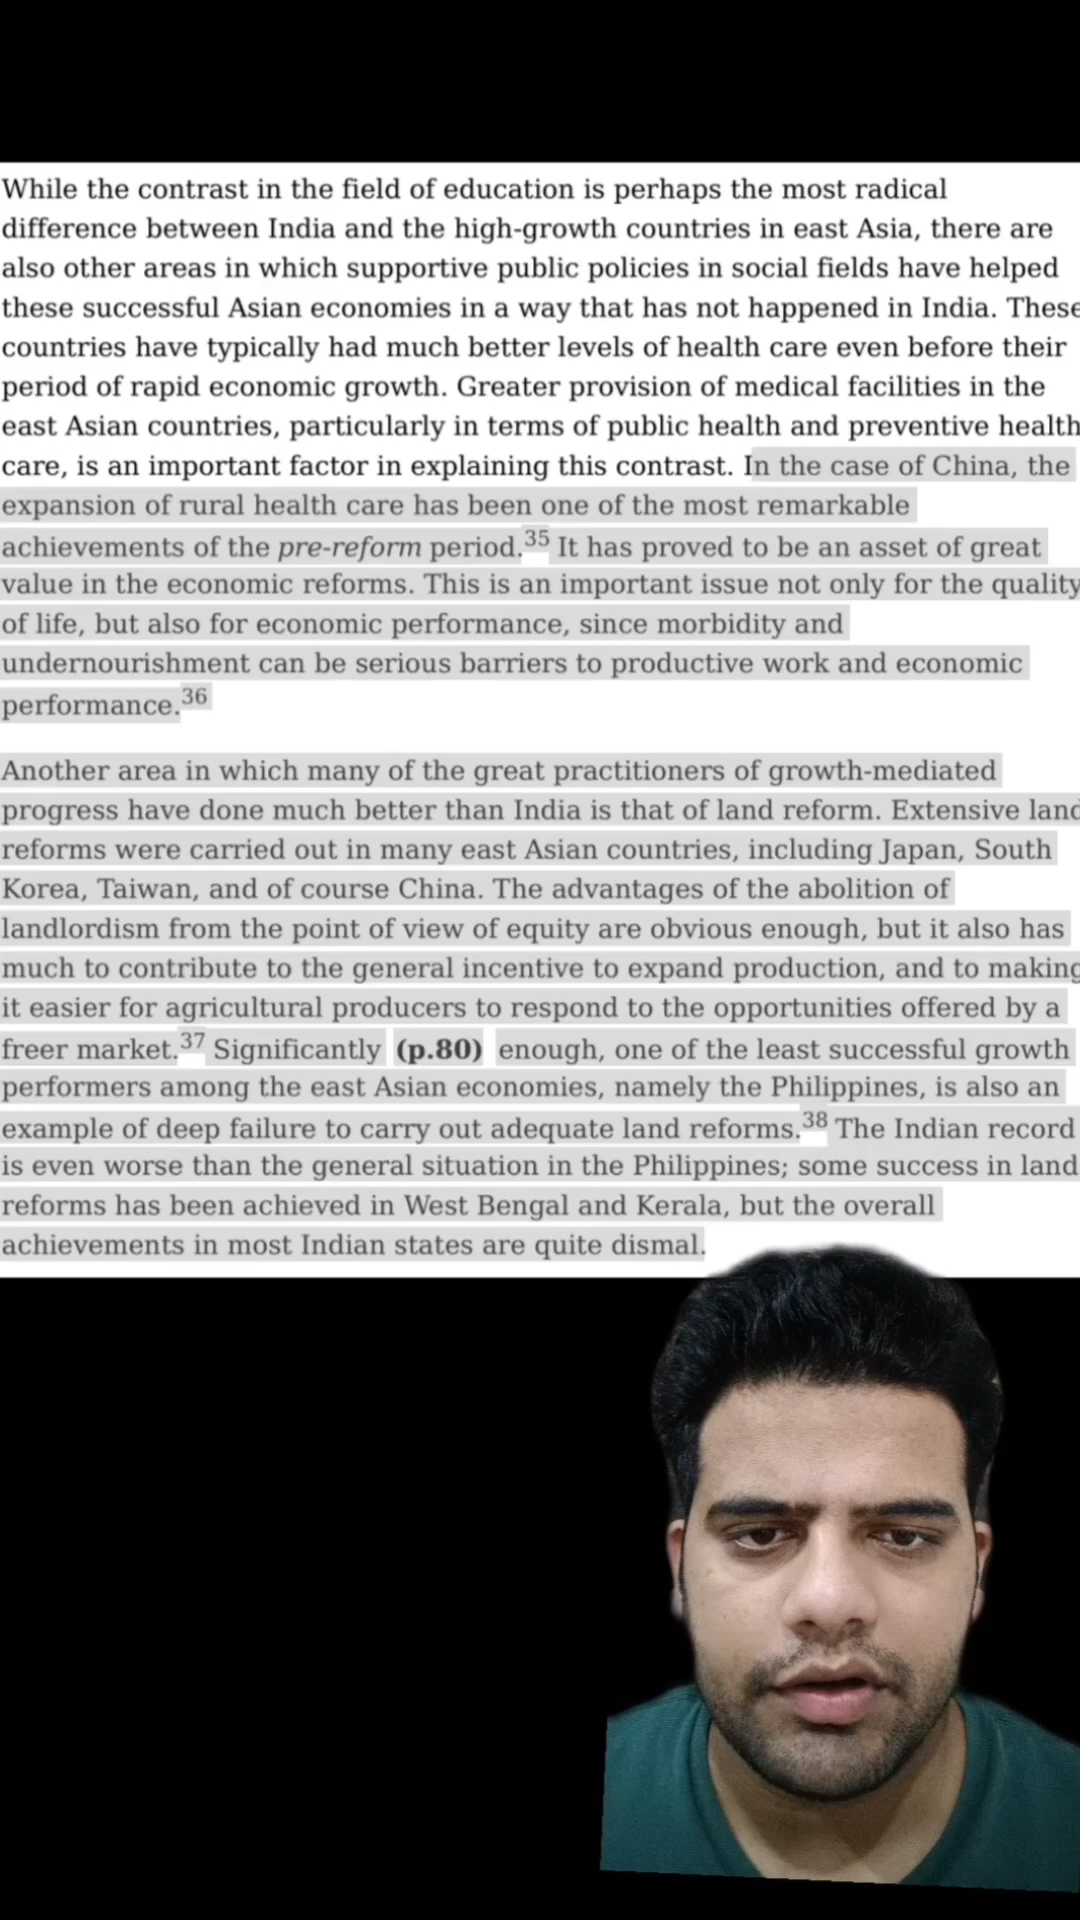 While the contrast in the field of education is perhaps the most radical
difference between India and the high-growth countries in east Asia, there are
also other areas in which supportive public policies in social fields have helped
these successful Asian economies in a way that has not happened in India. These
countries have typically had much better levels of health care even before their
period of rapid economic growth. Greater provision of medical facilities in the
east Asian countries, particularly in terms of public health and preventive health
care, is an important factor in explaining this contrast. In the case of China, the
expansion of rural health care has been one of the most remarkable
achievements of the pre-reform period.35 It has proved to be an asset of great
value in the economic reforms. This is an important issue not only for the quality
of life, but also for economic performance, since morbidity and
undernourishment can be serious barriers to productive work and economic
performance.36
Another area in which many of the great practitioners of growth-mediated
progress have done much better than India is that of land reform. Extensive land
reforms were carried out in many east Asian countries, including Japan, South
Korea, Taiwan, and of course China. The advantages of the abolition of
landlordism from the point of view of equity are obvious enough, but it also has
much to contribute to the general incentive to expand production, and to making
it easier for agricultural producers to respond to the opportunities offered by a
freer market.37 Significantly (p.80) enough, one of the least successful growth
performers among the east Asian economies, namely the Philippines, is also an
example of deep failure to carry out adequate land reforms.38 The Indian record
is even worse than the general situation in the Philippines; some success in land
reforms has been achieved in West Bengal and Kerala, but the overall
achievements in most Indian states are quite dismal.